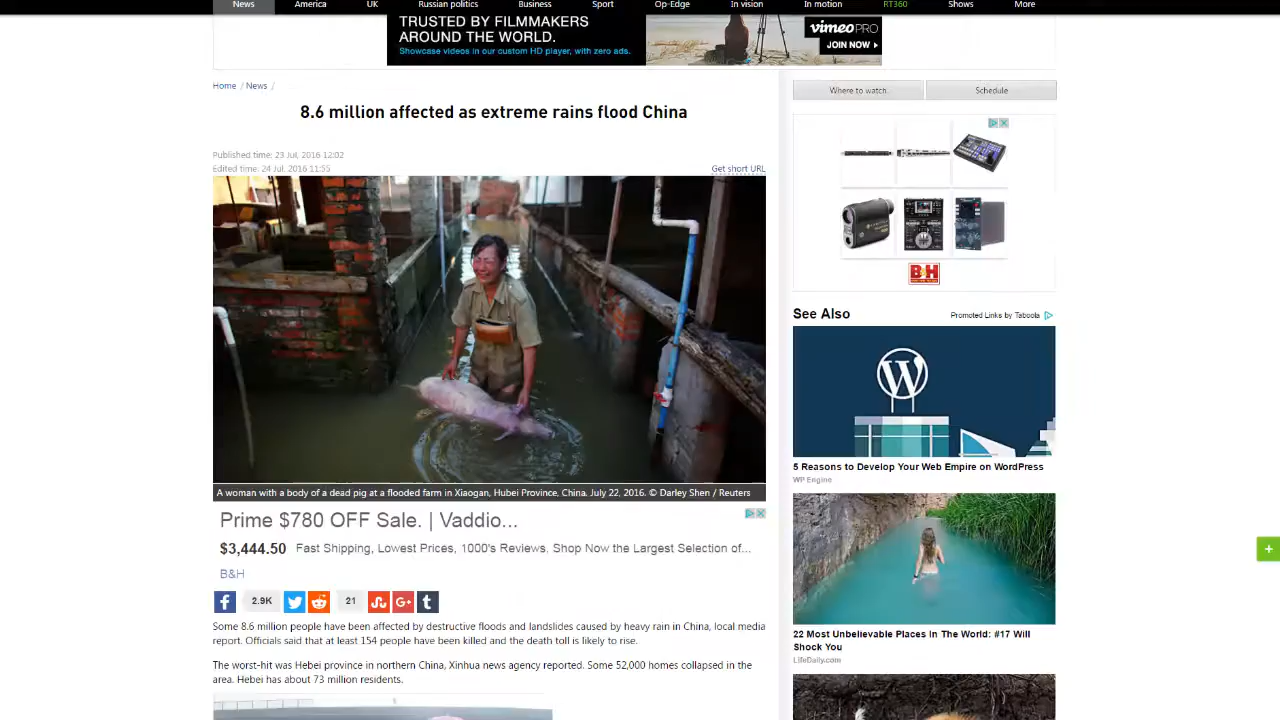 News America UK Russian politics Business Sport Op-Edge In vision In motion RT360 Shows More
TRUSTED BY FILMMAKERS
AROUND THE WORLD.
Showcase videos in our custom HD player, with zero ads.
vimeo PRO
JOIN NOW
Home / News /
8.6 million affected as extreme rains flood China
Published time: 23 Jul, 2016 12:02
Edited time: 24 Jul, 2016 11:55
Get short URL
A woman with a body of a dead pig at a flooded farm in Xiaogan, Hubei Province, China. July 22, 2016. © Darley Shen / Reuters
Prime $780 OFF Sale. | Vaddio...
$3,444.50 Fast Shipping, Lowest Prices, 1000's Reviews. Shop Now the Largest Selection of...
B&H
2.9K 21
Some 8.6 million people have been affected by destructive floods and landslides caused by heavy rain in China, local media
report. Officials said that at least 154 people have been killed and the death toll is likely to rise.
The worst-hit was Hebei province in northern China, Xinhua news agency reported. Some 52,000 homes collapsed in the
area. Hebei has about 73 million residents.
Where to watch Schedule
B&H
See Also
Promoted Links by Taboola
5 Reasons to Develop Your Web Empire on WordPress
WP Engine
22 Most Unbelievable Places In The World: #17 Will
Shock You
LifeDaily.com